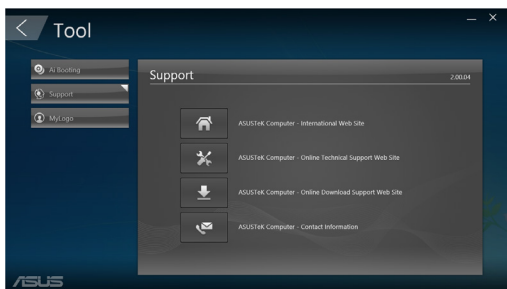 Tool
Ai Booting
Support
MyLogo
Support
2.00.04
ASUSTeK Computer - International Web Site
ASUSTeK Computer - Online Technical Support Web Site
ASUSTeK Computer - Online Download Support Web Site
ASUSTeK Computer - Contact Information
ASUS